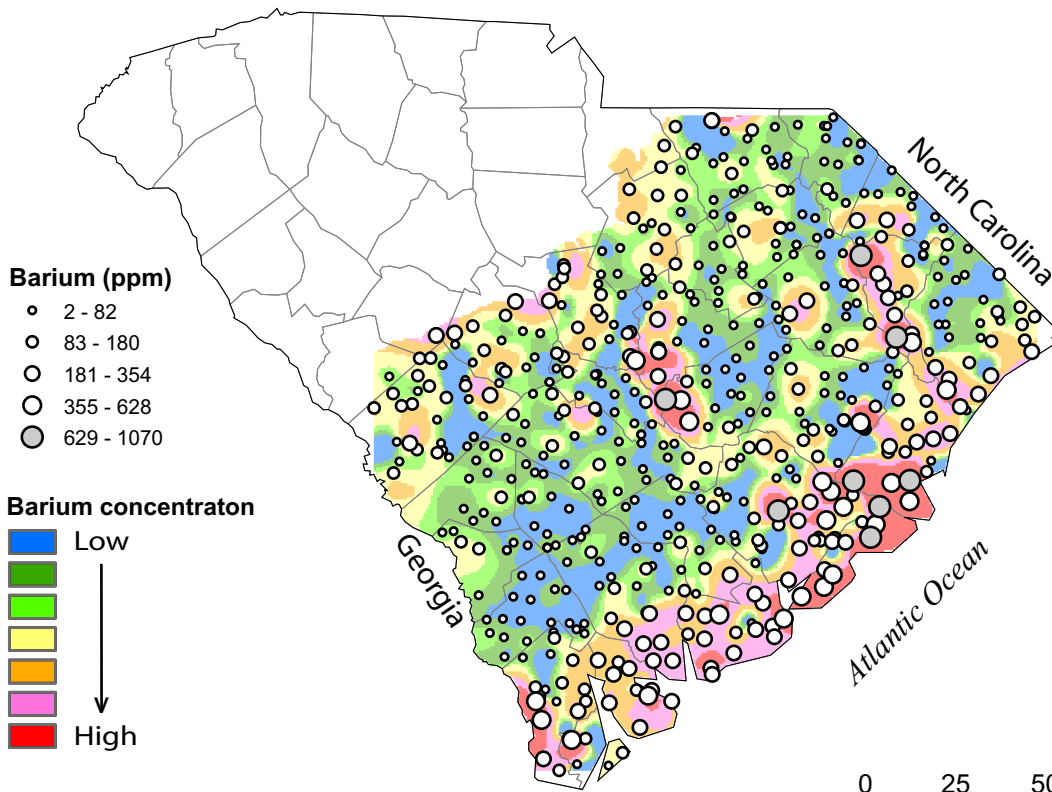 North Carolina
Barium (ppm)
2 - 82
83 - 180
181 - 354
355 - 628
629 - 1070
Barium concentraton
Low
High
Georgia
Atlantic Ocean
0 25 50